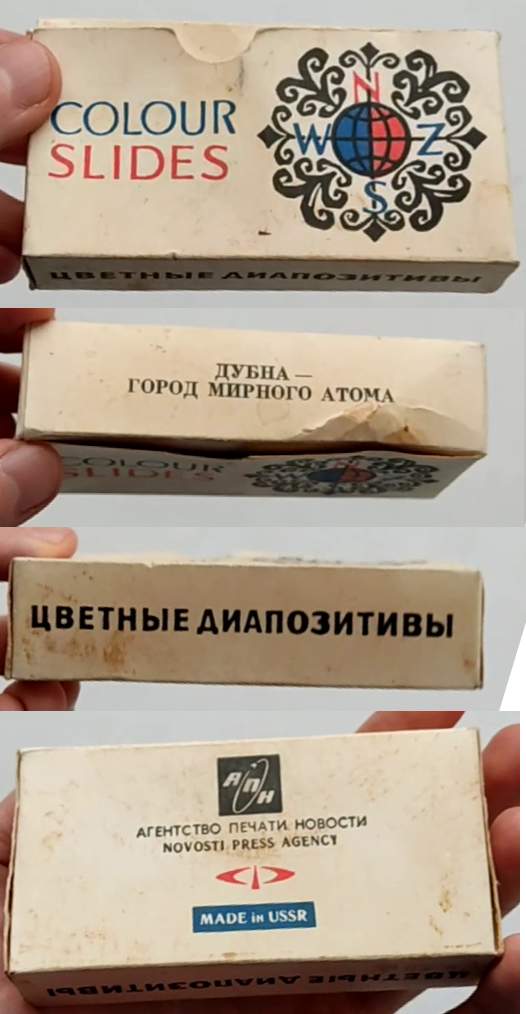 COLOUR
SLIDES
N
W Z
S
ЦВЕТНЫЕ ДИАПОЗИТИВЫ
ДУБНА —
ГОРОД МИРНОГО АТОМА
COLOUR
SLIDES
ЦВЕТНЫЕ ДИАПОЗИТИВЫ
АПН
АГЕНТСТВО ПЕЧАТИ НОВОСТИ
NOVOSTI PRESS AGENCY
MADE in USSR
ЦВЕТНЫЕ ДИАПОЗИТИВЫ